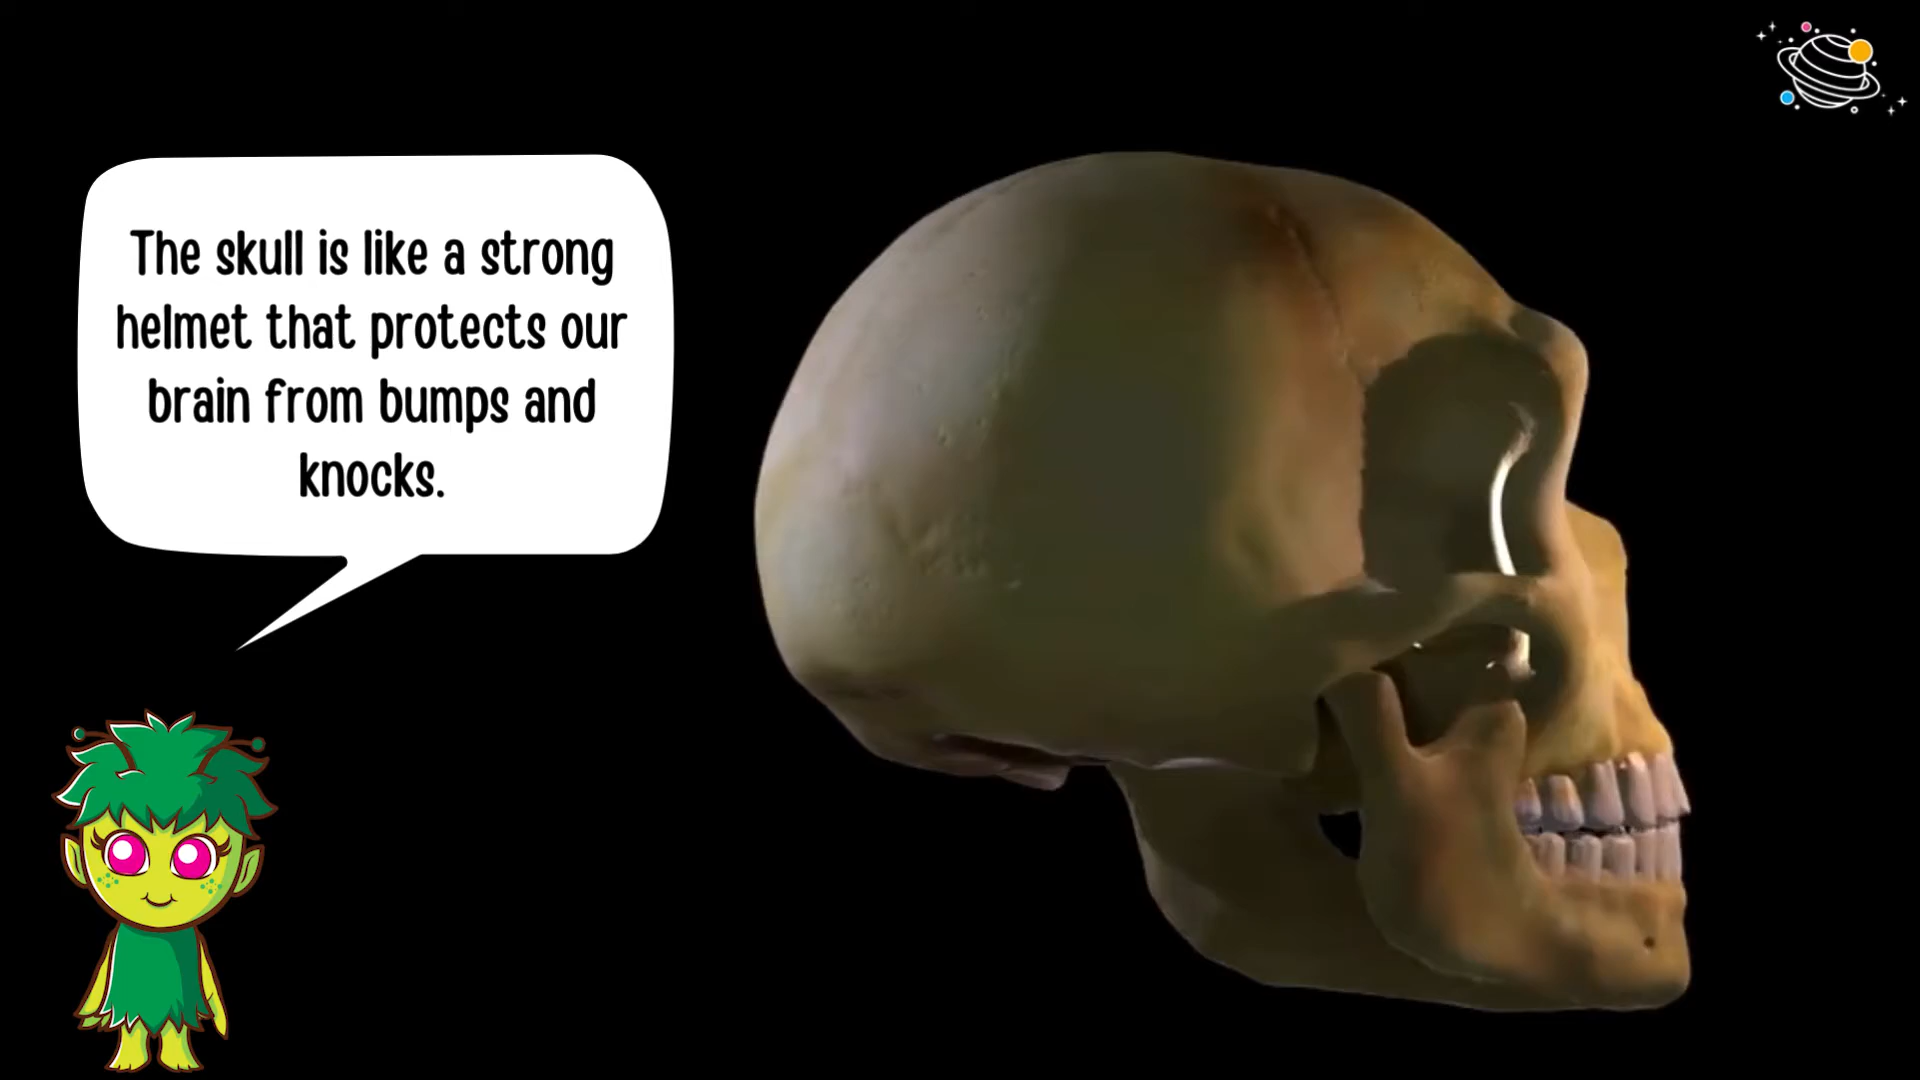 The skull is like a strong
helmet that protects our
brain from bumps and
knocks.